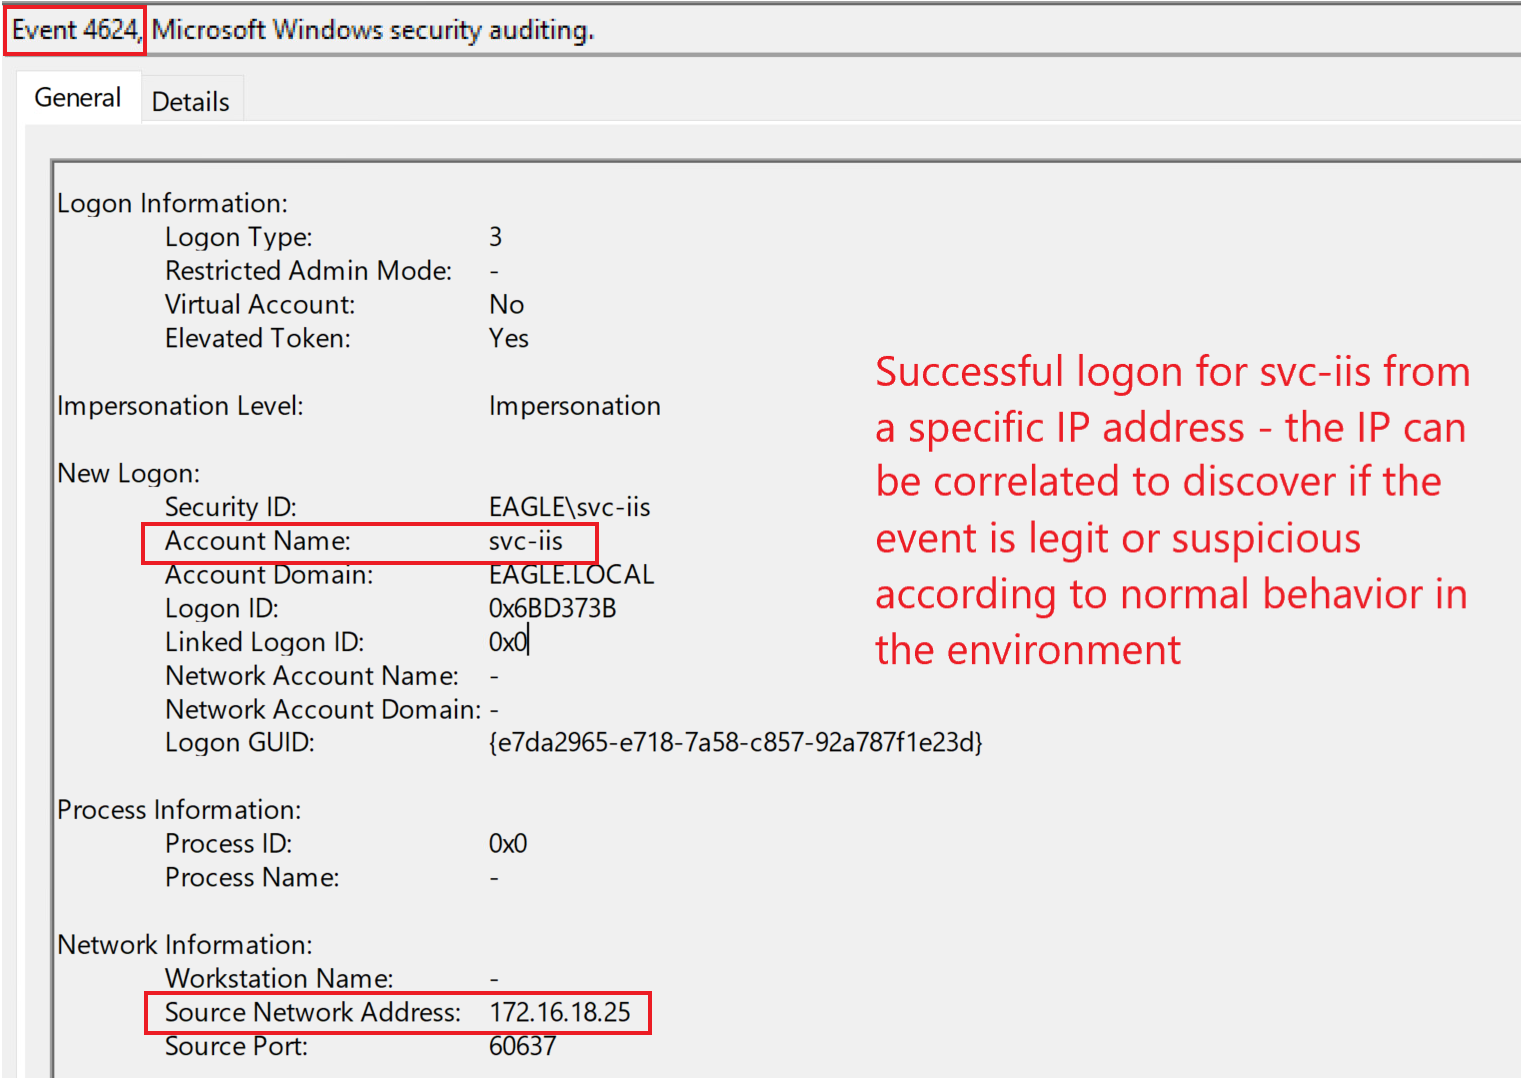 Event 4624, Microsoft Windows security auditing.
General Details
Logon Information:
Logon Type: 3
Restricted Admin Mode: -
Virtual Account: No
Elevated Token: Yes
Impersonation Level: Impersonation
New Logon:
Security ID: EAGLE\svc-iis
Account Name: svc-iis
Account Domain: EAGLE.LOCAL
Logon ID: 0x6BD373B
Linked Logon ID: 0x0
Network Account Name: -
Network Account Domain: -
Logon GUID: {e7da2965-e718-7a58-c857-92a787f1e23d}
Process Information:
Process ID: 0x0
Process Name: -
Network Information:
Workstation Name: -
Source Network Address: 172.16.18.25
Source Port: 60637
Successful logon for svc-iis from
a specific IP address - the IP can
be correlated to discover if the
event is legit or suspicious
according to normal behavior in
the environment